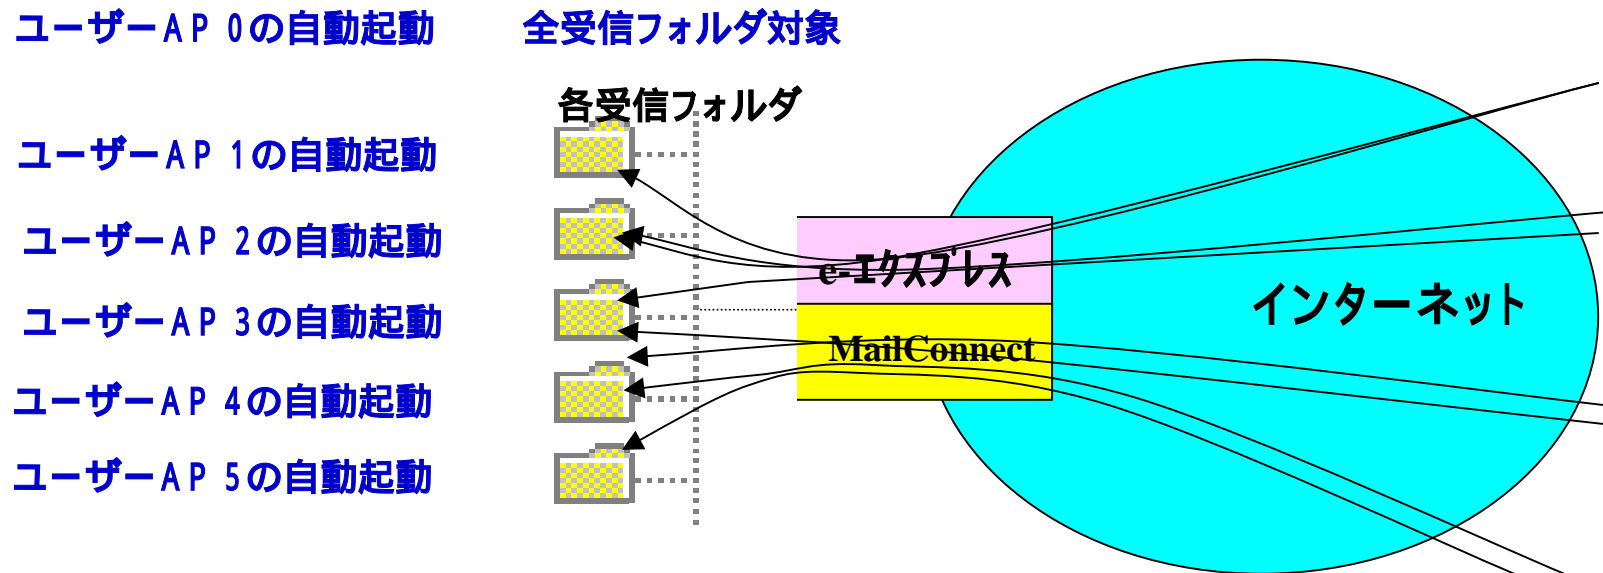 ユーザーAP 0の自動起動 全受信フォルダ対象
各受信フォルダ
ユーザーAP 1の自動起動
ユーザーAP 2の自動起動
e-エクスプレス
ユーザーAP 3の自動起動
インターネット
MailConnect
ユーザーAP 4の自動起動
ユーザーAP 5の自動起動